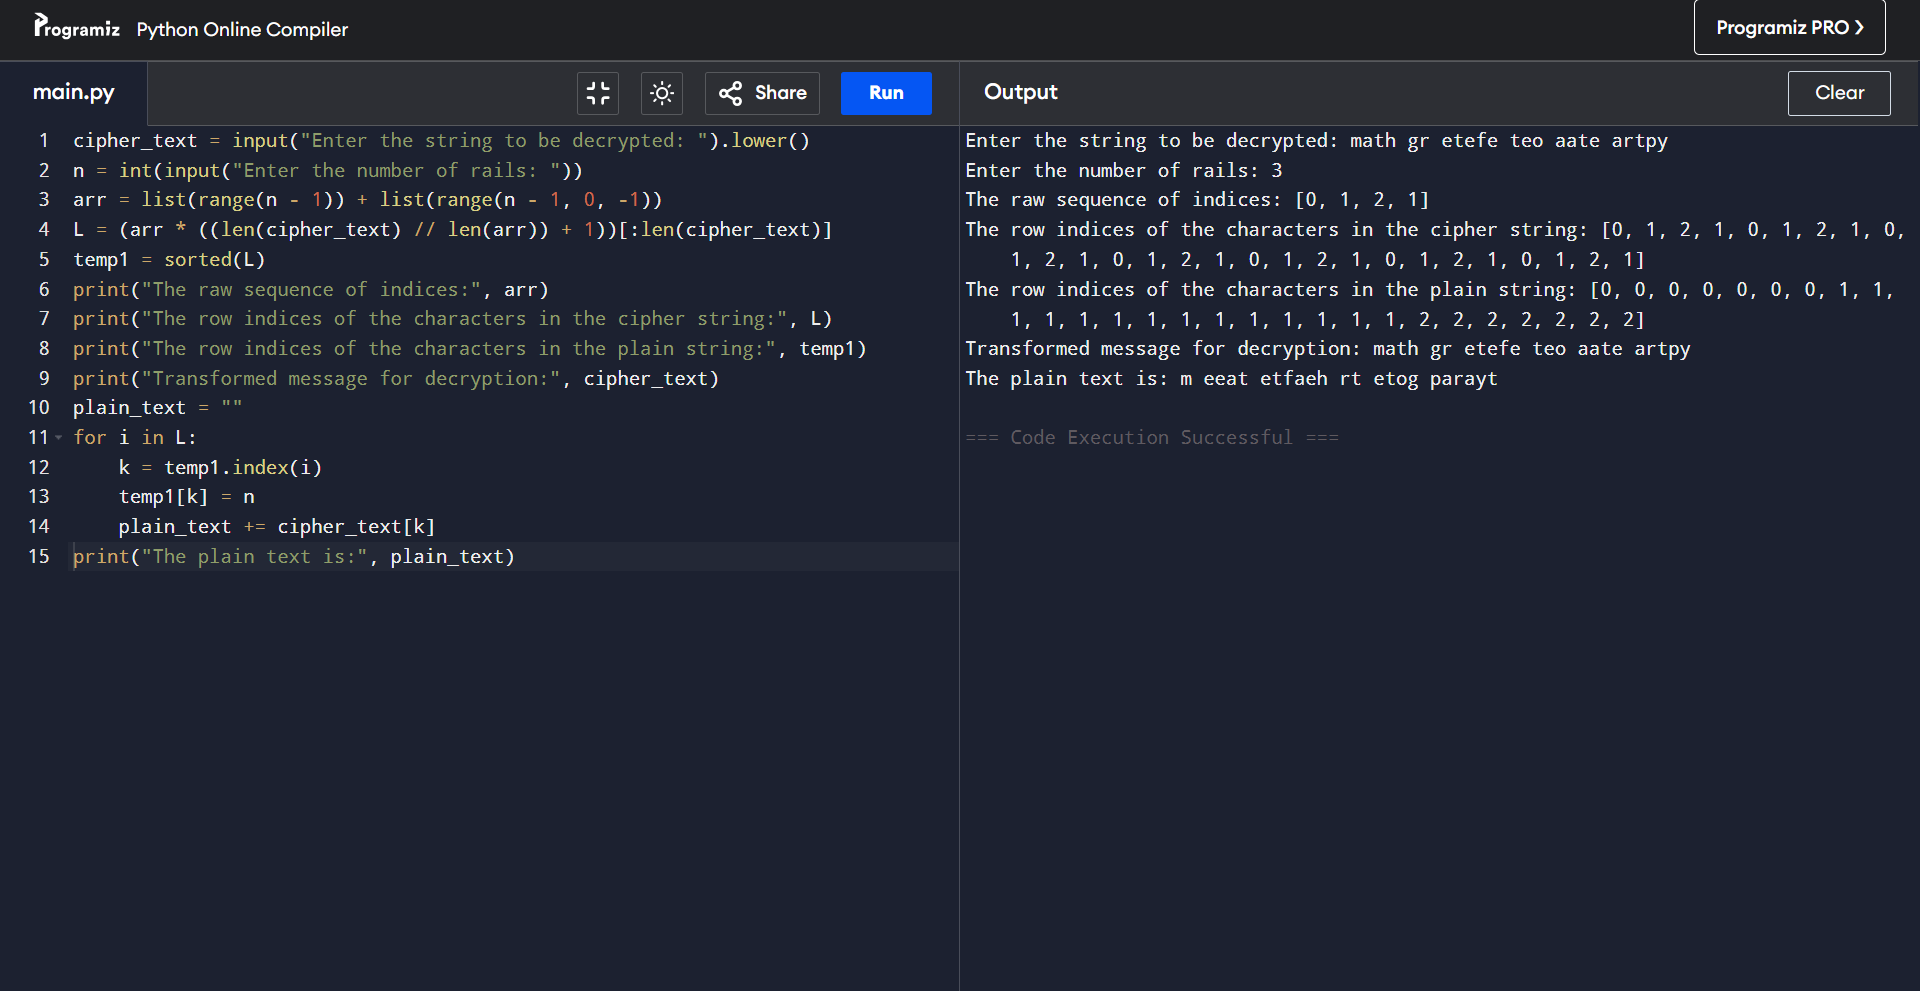 Programiz Python Online Compiler
Programiz PRO ❯
main.py
Share
Run
Output
Clear
1 cipher_text = input("Enter the string to be decrypted: ").lower()
2 n = int(input("Enter the number of rails: "))
3 arr = list(range(n - 1)) + list(range(n - 1, 0, -1))
4 L = (arr * ((len(cipher_text) // len(arr)) + 1))[:len(cipher_text)]
5 temp1 = sorted(L)
6 print("The raw sequence of indices:", arr)
7 print("The row indices of the characters in the cipher string:", L)
8 print("The row indices of the characters in the plain string:", temp1)
9 print("Transformed message for decryption:", cipher_text)
10 plain_text = ""
11 for i in L:
12     k = temp1.index(i)
13     temp1[k] = n
14     plain_text += cipher_text[k]
15 print("The plain text is:", plain_text)
Enter the string to be decrypted: math gr etefe teo aate artpy
Enter the number of rails: 3
The raw sequence of indices: [0, 1, 2, 1]
The row indices of the characters in the cipher string: [0, 1, 2, 1, 0, 1, 2, 1, 0,
    1, 2, 1, 0, 1, 2, 1, 0, 1, 2, 1, 0, 1, 2, 1, 0, 1, 2, 1]
The row indices of the characters in the plain string: [0, 0, 0, 0, 0, 0, 0, 1, 1,
    1, 1, 1, 1, 1, 1, 1, 1, 1, 1, 1, 1, 2, 2, 2, 2, 2, 2, 2]
Transformed message for decryption: math gr etefe teo aate artpy
The plain text is: m eeat etfaeh rt etog parayt
=== Code Execution Successful ===